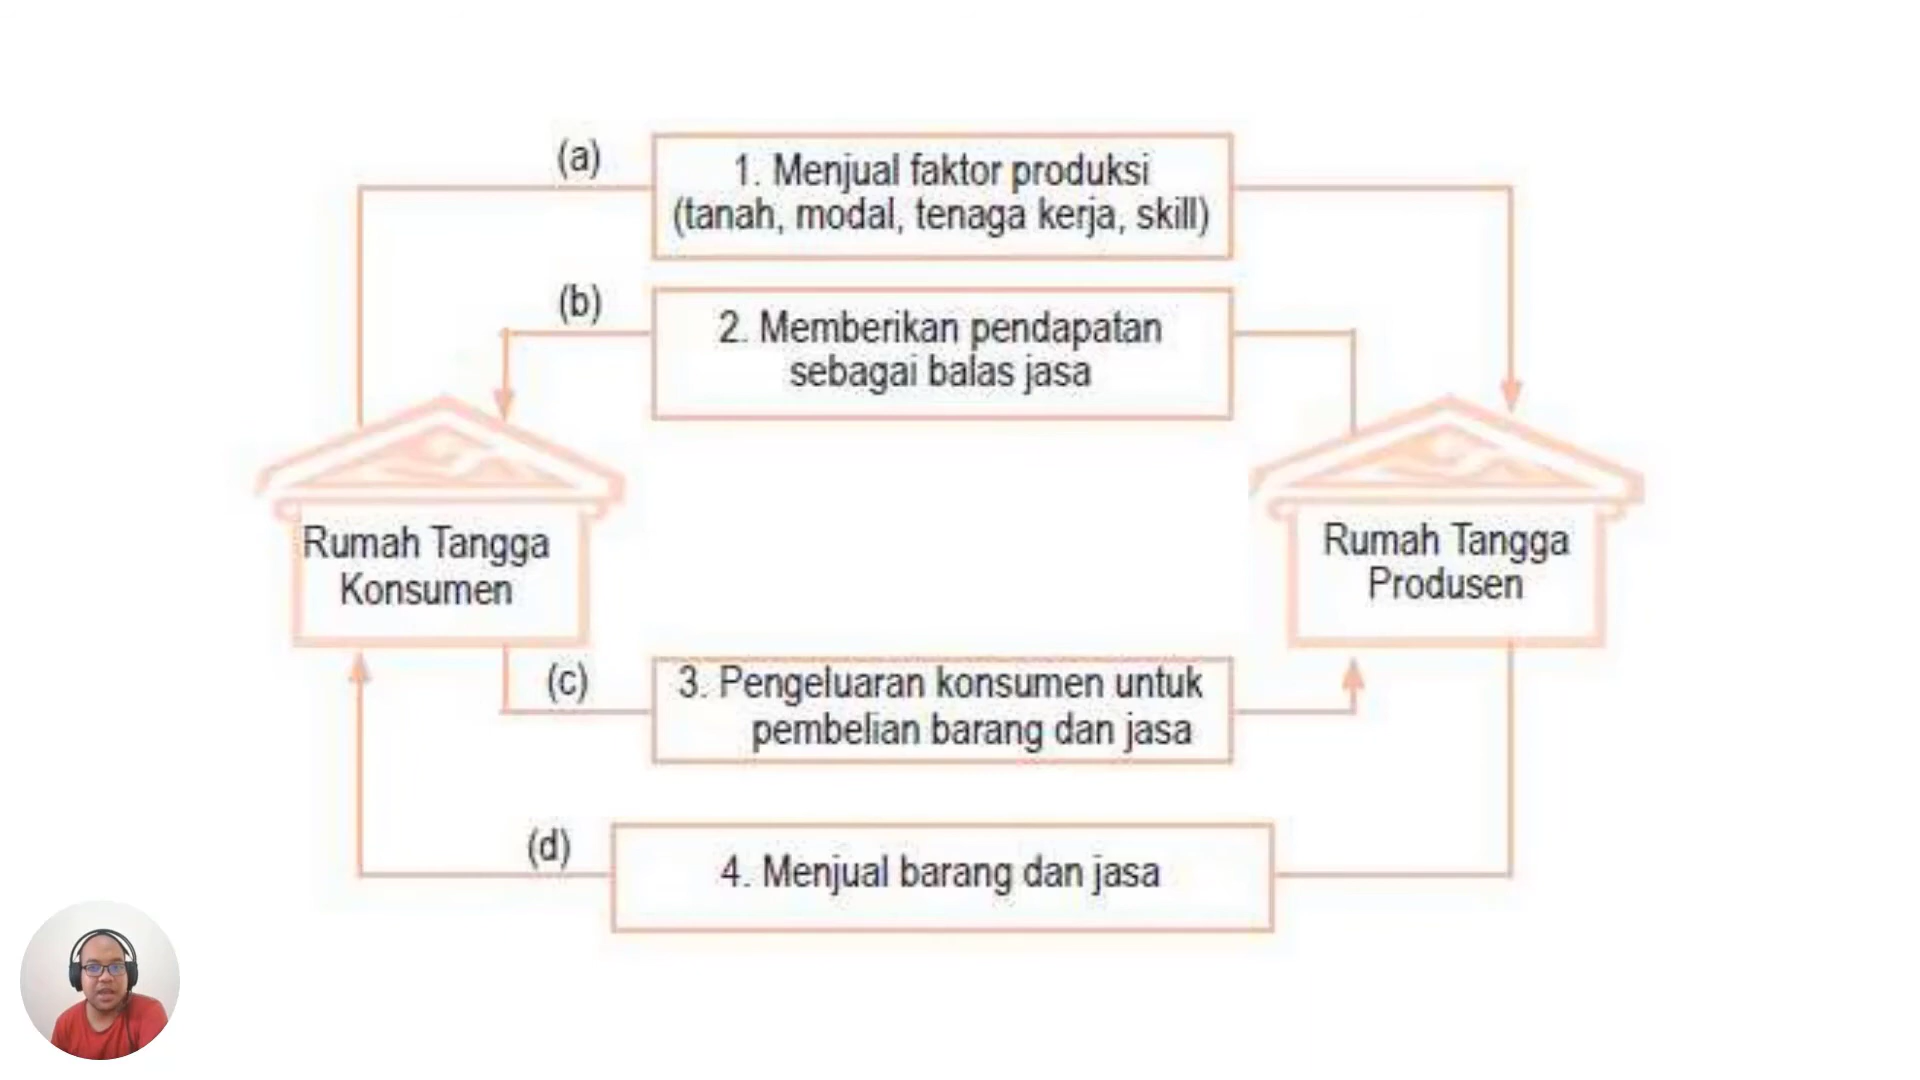 (a)
1. Menjual faktor produksi
(tanah, modal, tenaga kerja, skill)
(b)
2. Memberikan pendapatan
sebagai balas jasa
Rumah Tangga
Konsumen
Rumah Tangga
Produsen
(c)
3. Pengeluaran konsumen untuk
pembelian barang dan jasa
(d)
4. Menjual barang dan jasa